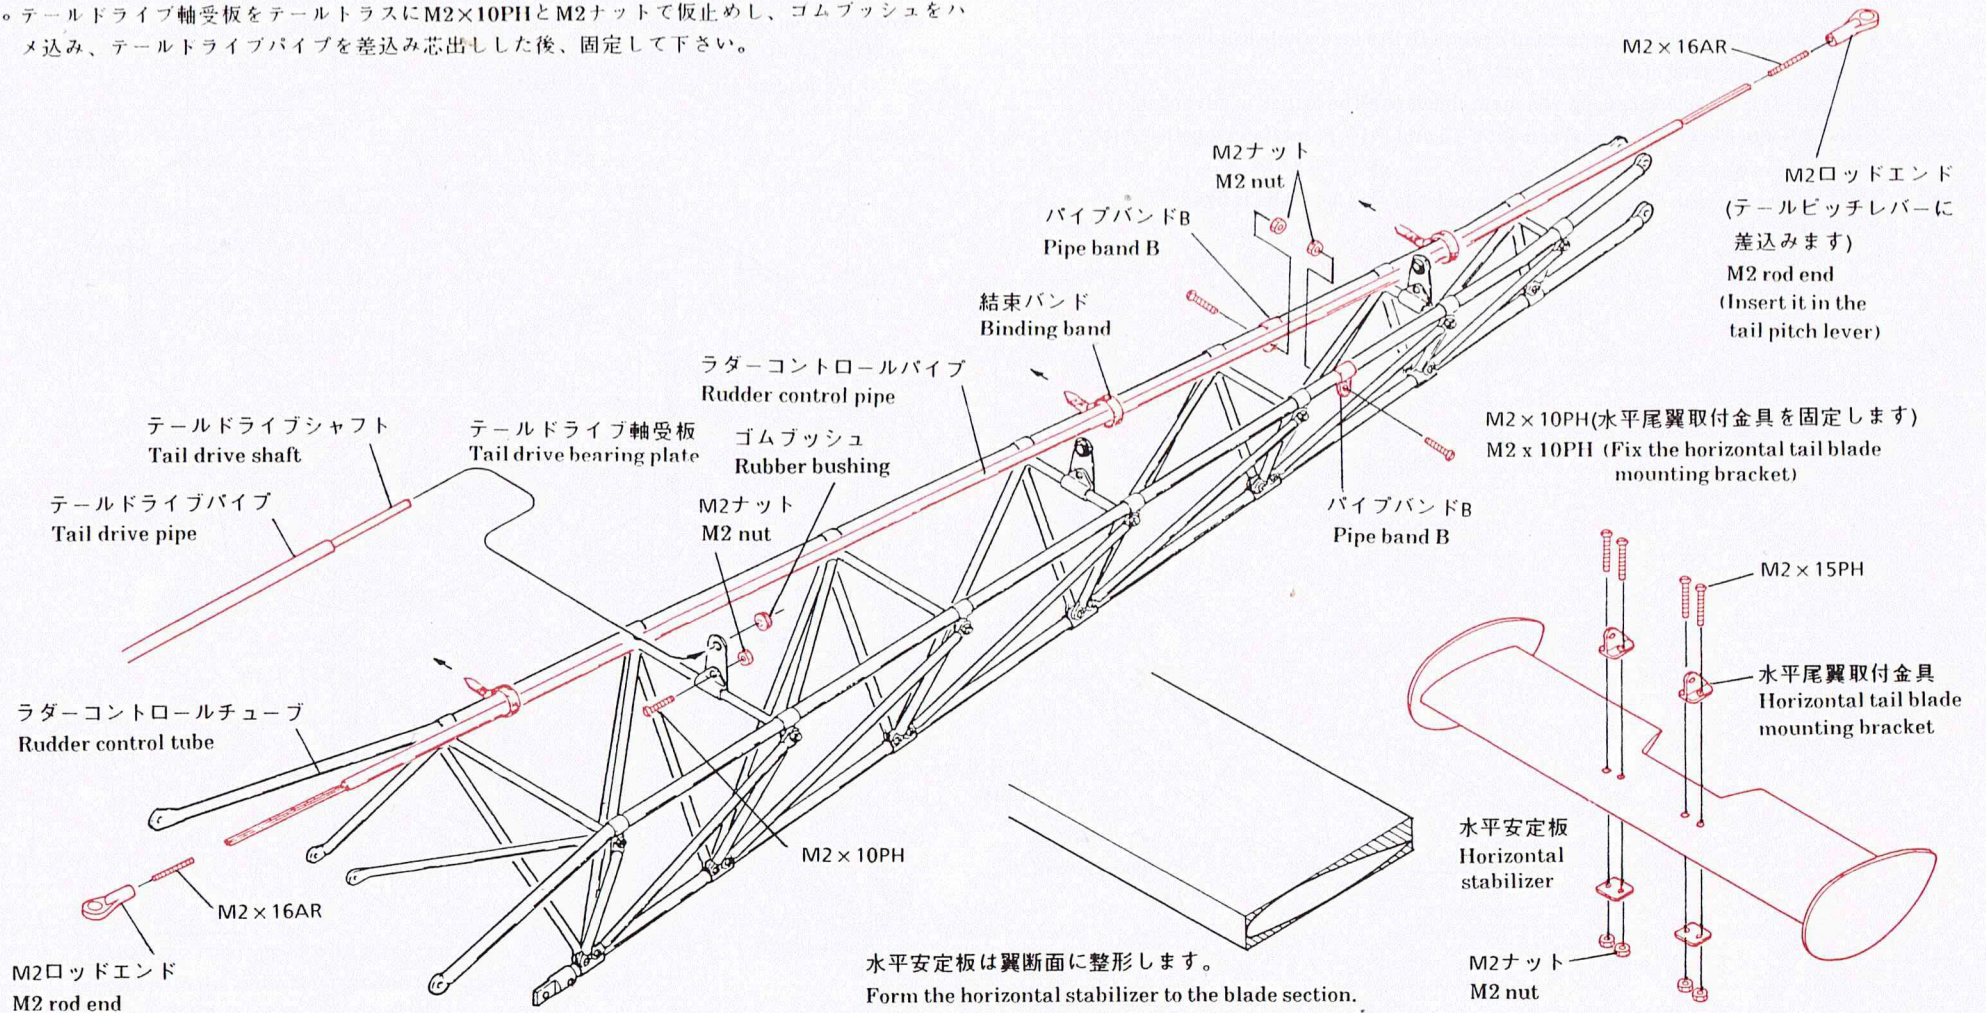 。テールドライブ軸受板をテールトラスにM2×10PHとM2ナットで仮止めし、ゴムブッシュをハ
メ込み、テールドライブパイプを差込み芯出しした後、固定して下さい。
M2×16AR
M2ナット
M2 nut
M2ロッドエンド
(テールピッチレバーに
差込みます)
M2 rod end
(Insert it in the
tail pitch lever)
パイプバンドB
Pipe band B
結束バンド
Binding band
ラダーコントロールパイプ
Rudder control pipe
テールドライブシャフト
Tail drive shaft
テールドライブ軸受板
Tail drive bearing plate
ゴムブッシュ
Rubber bushing
M2×10PH(水平尾翼取付金具を固定します)
M2 x 10PH (Fix the horizontal tail blade
mounting bracket)
テールドライブパイプ
Tail drive pipe
M2ナット
M2 nut
パイプバンドB
Pipe band B
M2×15PH
水平尾翼取付金具
Horizontal tail blade
mounting bracket
ラダーコントロールチューブ
Rudder control tube
水平安定板
Horizontal
stabilizer
M2×10PH
M2×16AR
M2ロッドエンド
M2 rod end
水平安定板は翼断面に整形します。
Form the horizontal stabilizer to the blade section.
M2ナット
M2 nut